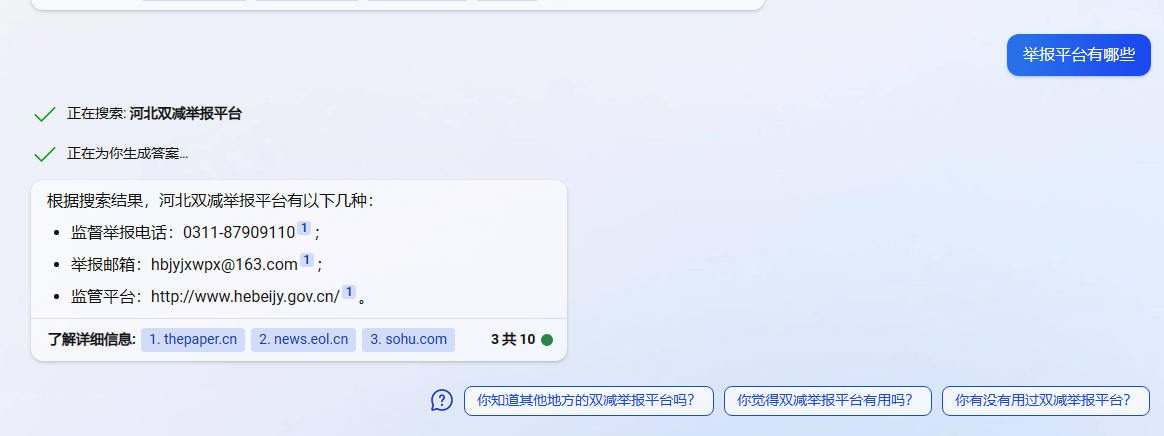 举报平台有哪些
正在搜索: 河北双减举报平台
正在为你生成答案...
根据搜索结果，河北双减举报平台有以下几种：
• 监督举报电话：0311-87909110 1；
• 举报邮箱：hbjyjxwpx@163.com 1；
• 监管平台：http://www.hebeijy.gov.cn/ 1。
了解详细信息: 1. thepaper.cn 2. news.eol.cn 3. sohu.com 3 共 10
你知道其他地方的双减举报平台吗？ 你觉得双减举报平台有用吗？ 你有没有用过双减举报平台？